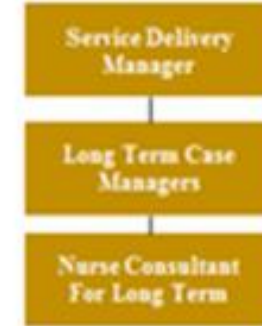 Service Delivery
Manager
Long Term Case
Managers
Nurse Consultant
For Long Term